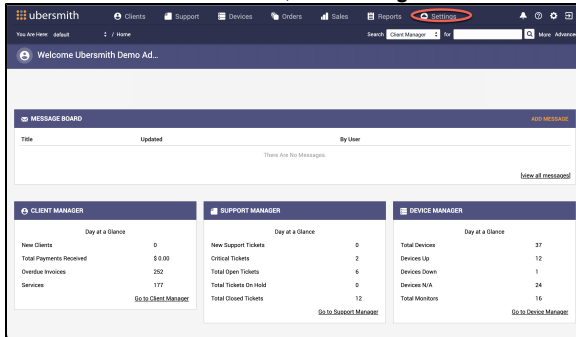 ubersmith Clients Support Devices Orders Sales Reports Settings
You Are Here: default / Home Search Client Manager for More Advance
Welcome Ubersmith Demo Ad...
MESSAGE BOARD ADD MESSAGE
Title Updated By User
There Are No Messages.
[view all messages]
CLIENT MANAGER SUPPORT MANAGER DEVICE MANAGER
Day at a Glance Day at a Glance Day at a Glance
New Clients 0 New Support Tickets 0 Total Devices 37
Total Payments Received $ 0.00 Critical Tickets 2 Devices Up 12
Overdue Invoices 252 Total Open Tickets 6 Devices Down 1
Services 177 Total Tickets On Hold 0 Devices N/A 24
Go to Client Manager Total Closed Tickets 12 Total Monitors 16
Go to Support Manager Go to Device Manager